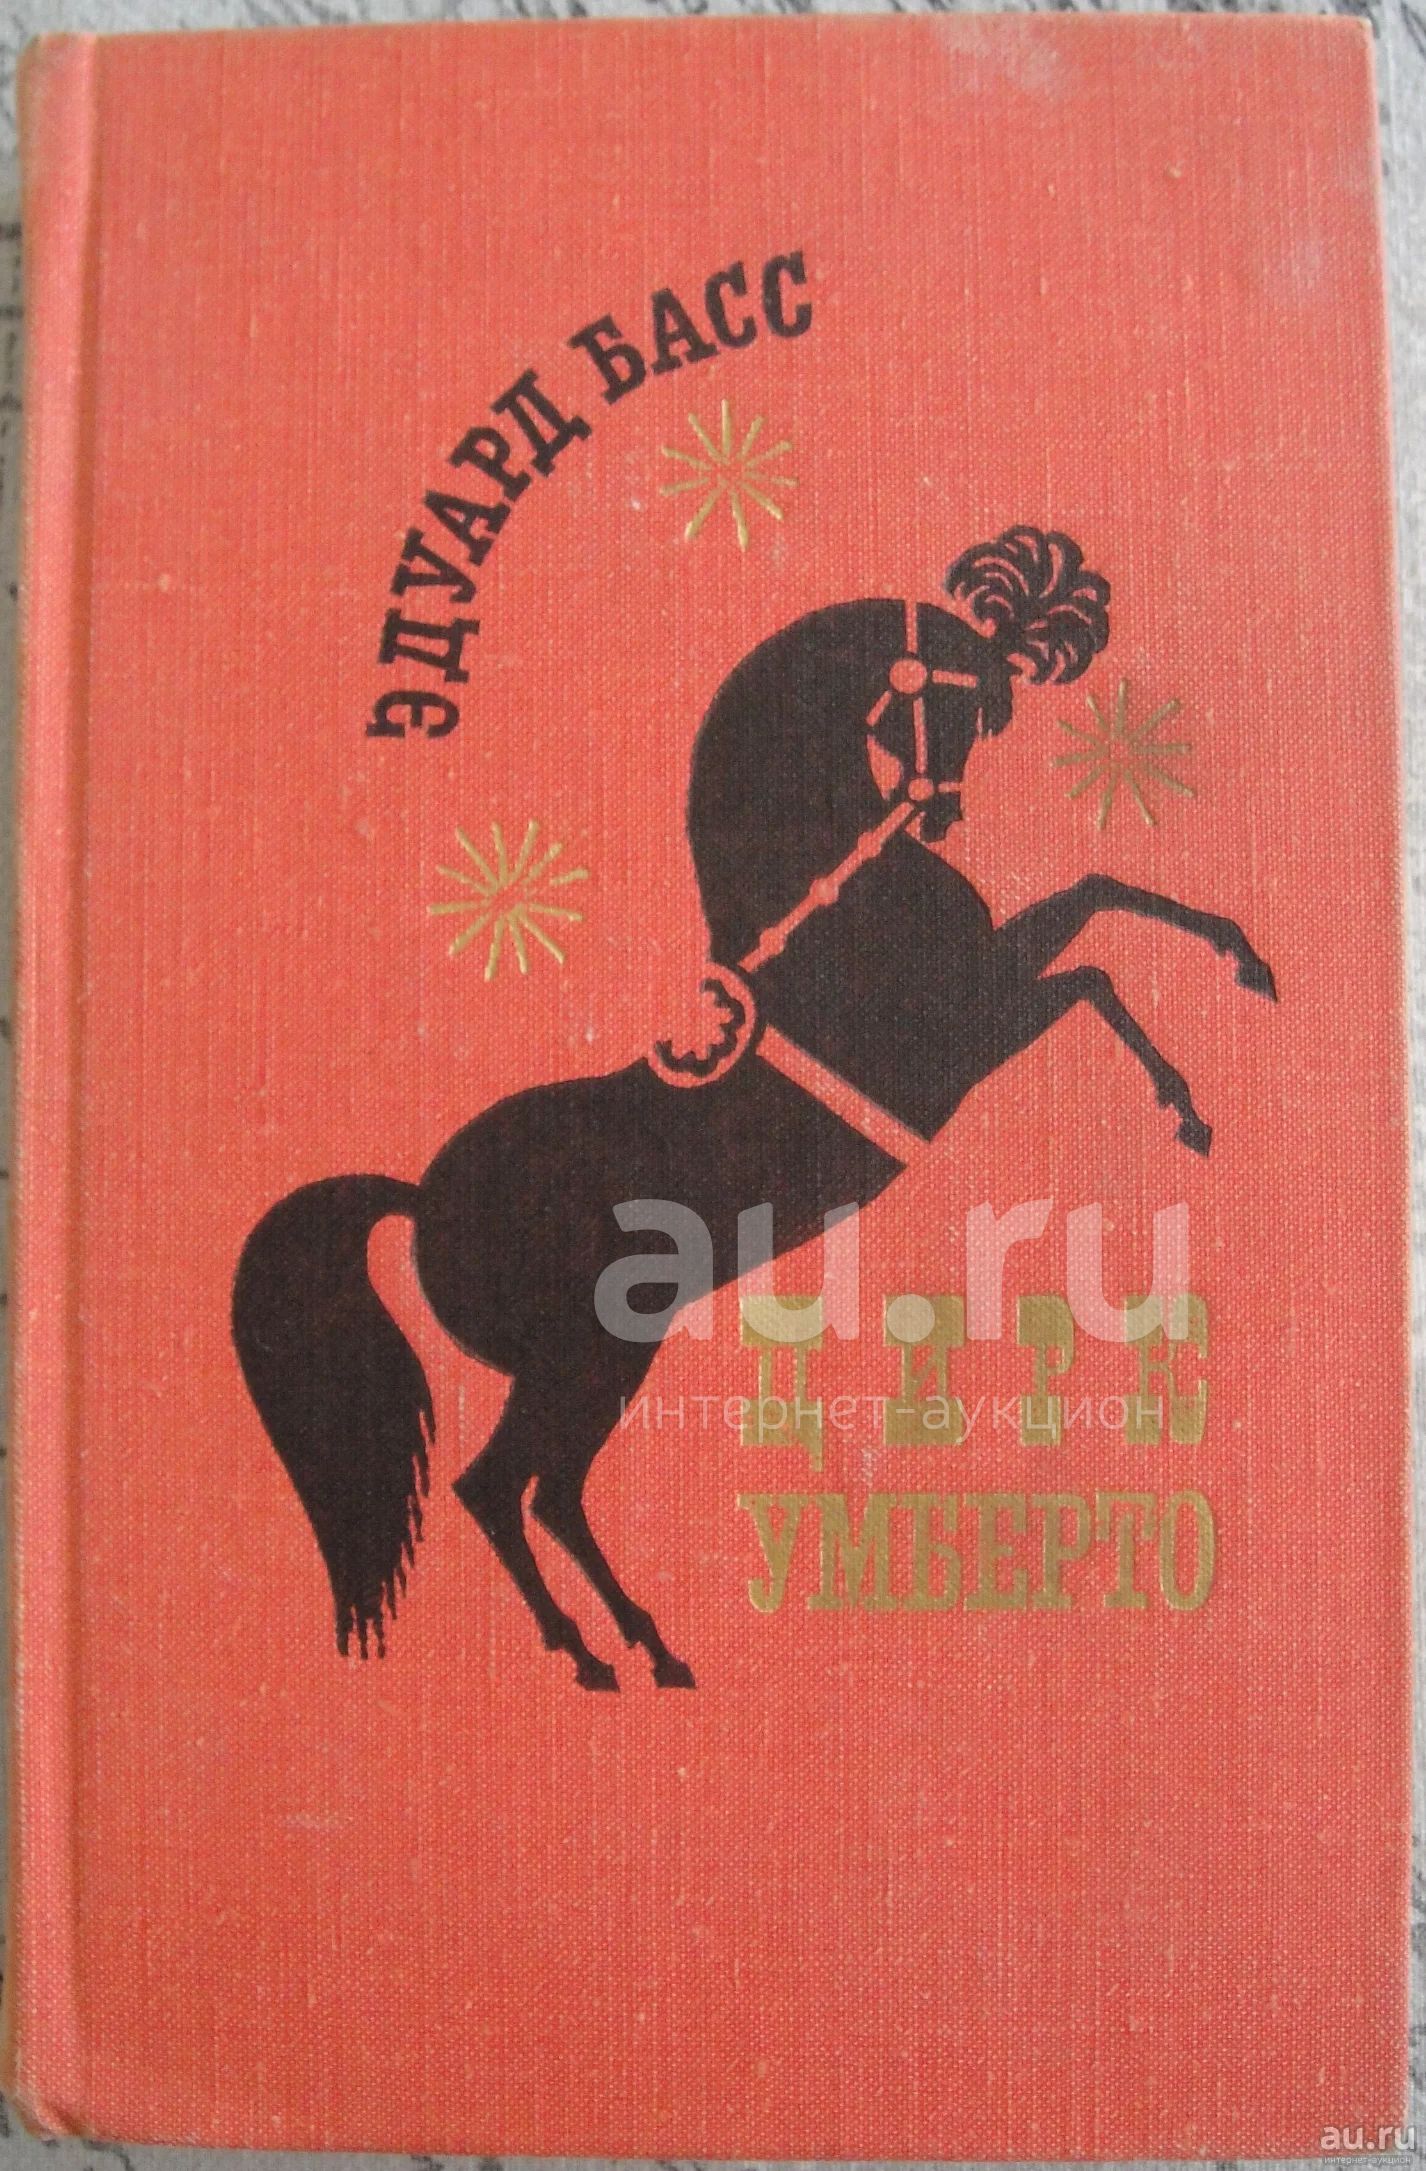 ЭДУАРД БАСС
au.ru
ЦИРК
интернет-аукцион
УМБЕРТО
au.ru
интернет-аукцион